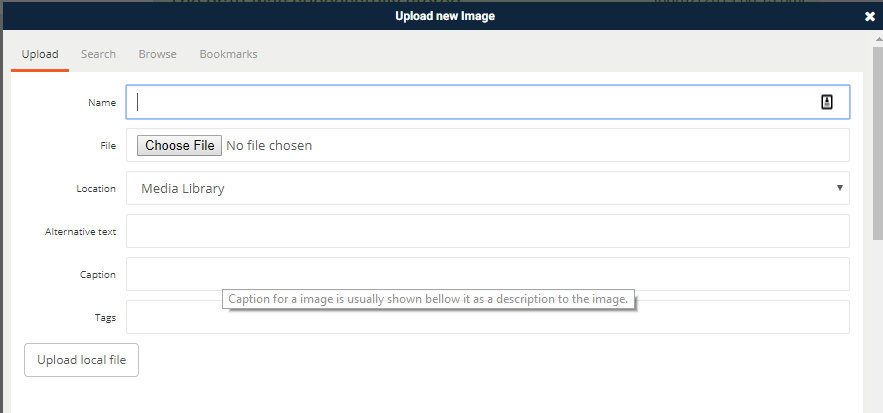 Upload new Image
Upload Search Browse Bookmarks
Name
File Choose File No file chosen
Location Media Library
Alternative text
Caption
Caption for a image is usually shown bellow it as a description to the image.
Tags
Upload local file